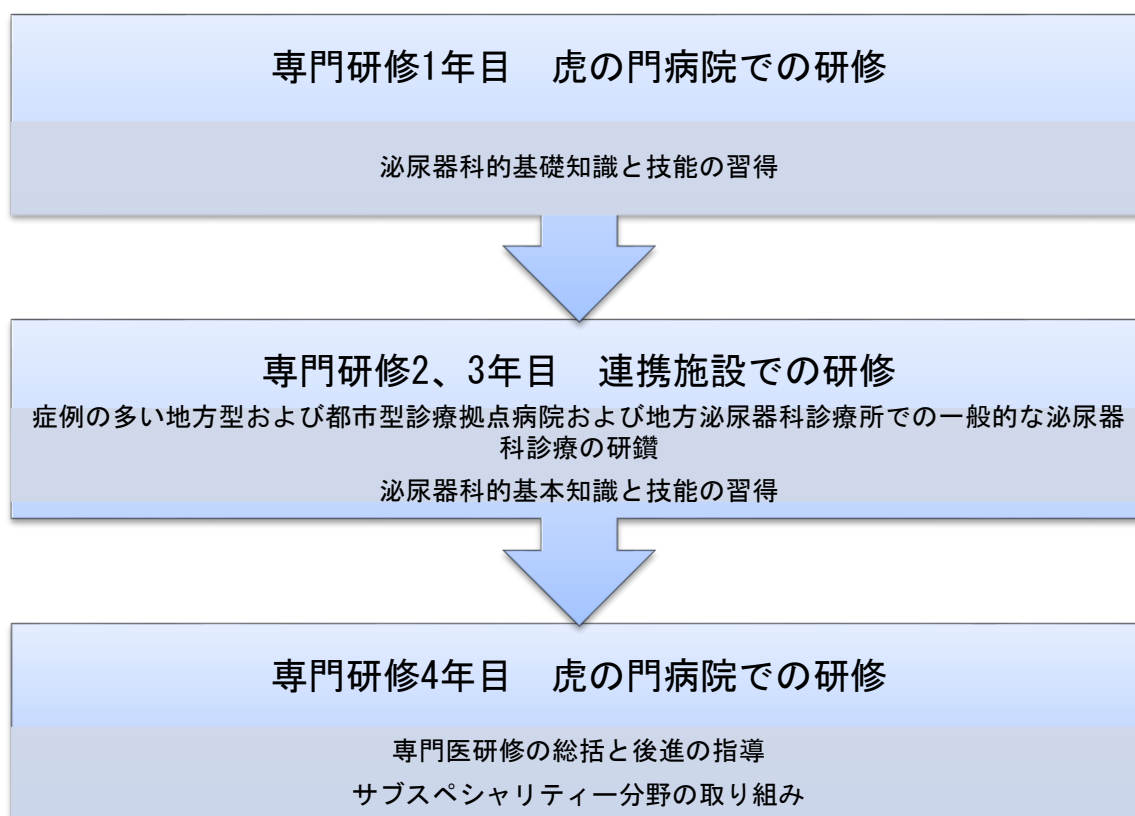 専門研修1年目　虎の門病院での研修
泌尿器科的基礎知識と技能の習得
専門研修2、3年目　連携施設での研修
症例の多い地方型および都市型診療拠点病院および地方泌尿器科診療所での一般的な泌尿器
科診療の研鑽
泌尿器科的基本知識と技能の習得
専門研修4年目　虎の門病院での研修
専門医研修の総括と後進の指導
サブスペシャリティー分野の取り組み